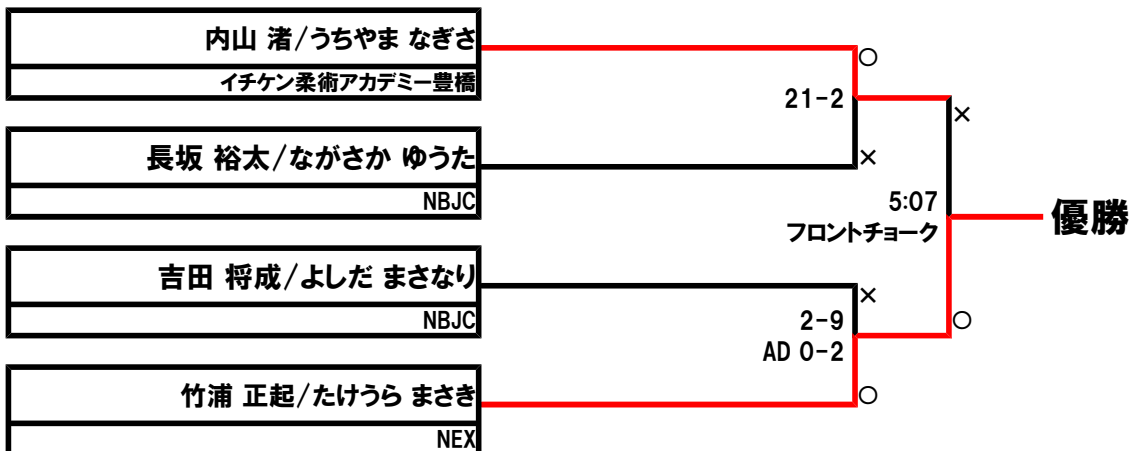 内山 渚/うちやま なぎさ
イチケン柔術アカデミー豊橋
○
21-2
×
長坂 裕太/ながさか ゆうた
×
NBJC
5:07
フロントチョーク
優勝
吉田 将成/よしだ まさなり
×
NBJC
2-9
○
AD 0-2
竹浦 正起/たけうら まさき
○
NEX